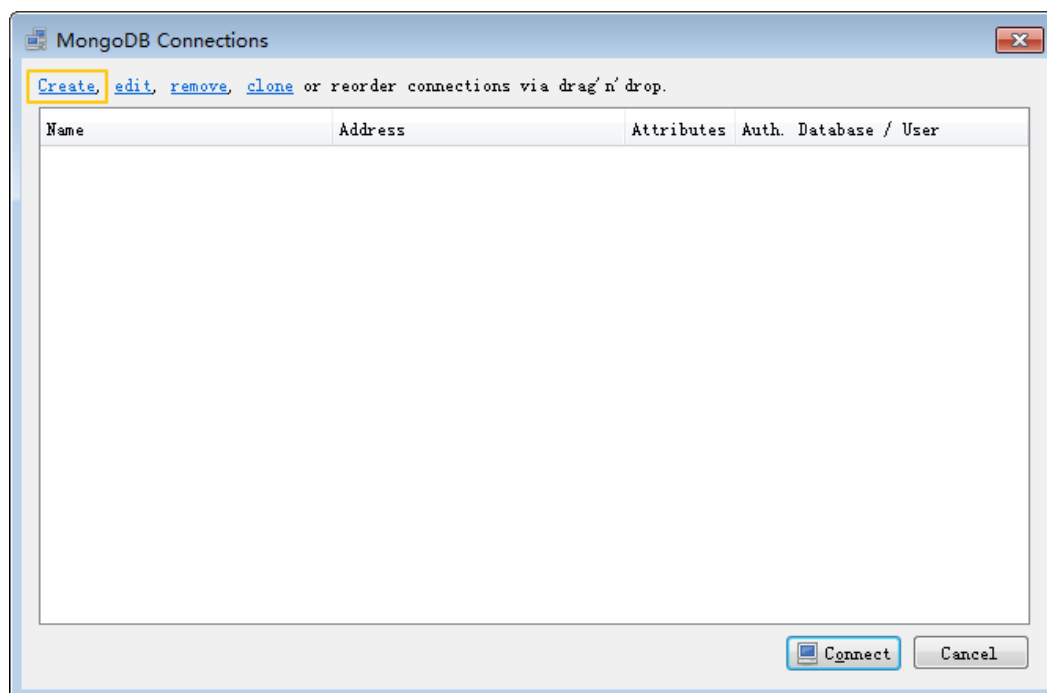 MongoDB Connections
Create, edit, remove, clone or reorder connections via drag'n'drop.
Name Address Attributes Auth. Database / User
Connect Cancel